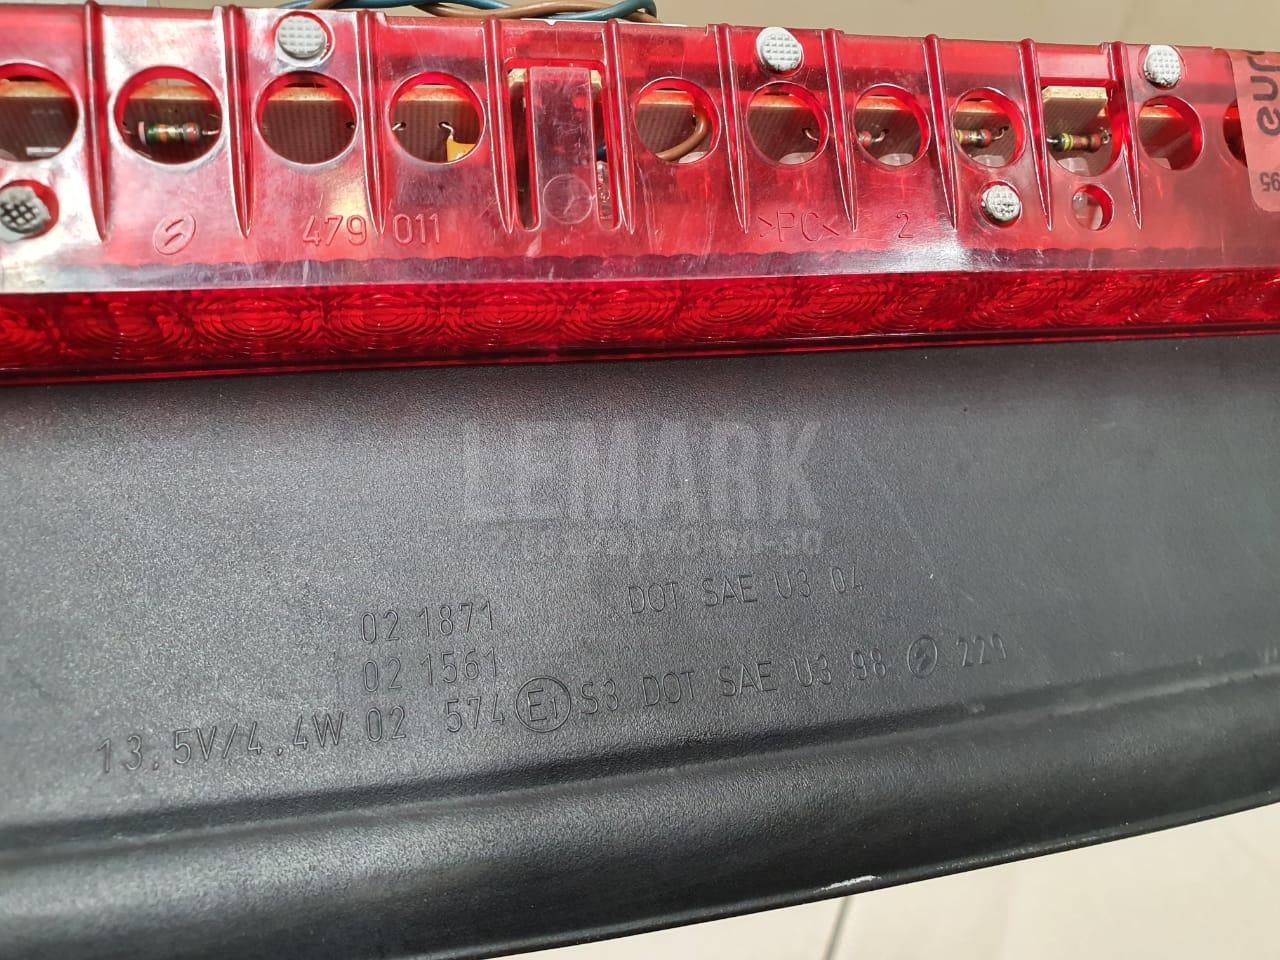 479 011
>PC< 2
95
LEMARK
02 1871
DOT SAE U3 04
02 1561
13.5V/4.4W 02 574 E1 S3 DOT SAE U3 98 229